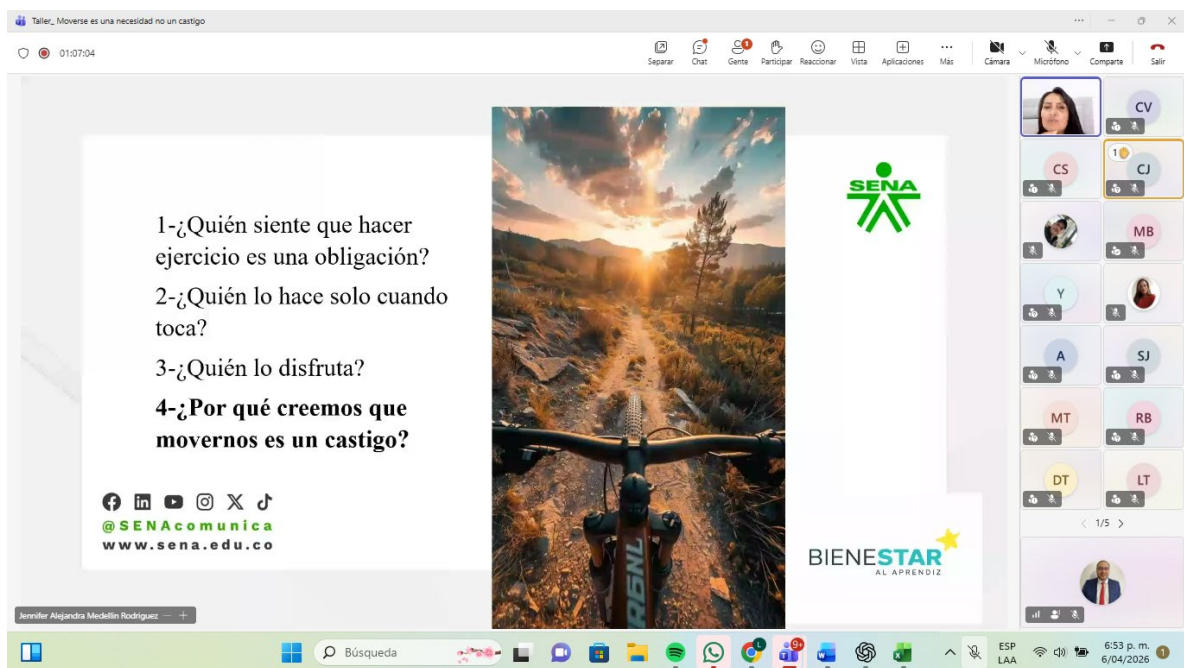 Taller_ Moverse es una necesidad no un castigo
01:07:04
Separar
Chat
Gente
Participar
Reaccionar
Vista
Aplicaciones
Más
Cámara
Micrófono
Comparte
Salir
1-¿Quién siente que hacer
ejercicio es una obligación?
2-¿Quién lo hace solo cuando
toca?
3-¿Quién lo disfruta?
4-¿Por qué creemos que
movernos es un castigo?
@SENAcomunica
www.sena.edu.co
SENA
BIENESTAR
AL APRENDIZ
CV
CS
1
CJ
MB
Y
A
SJ
MT
RB
DT
LT
1/5
Jennifer Alejandra Medellin Rodriguez
Búsqueda
9+
ESP
LAA
6:53 p. m.
6/04/2026
1